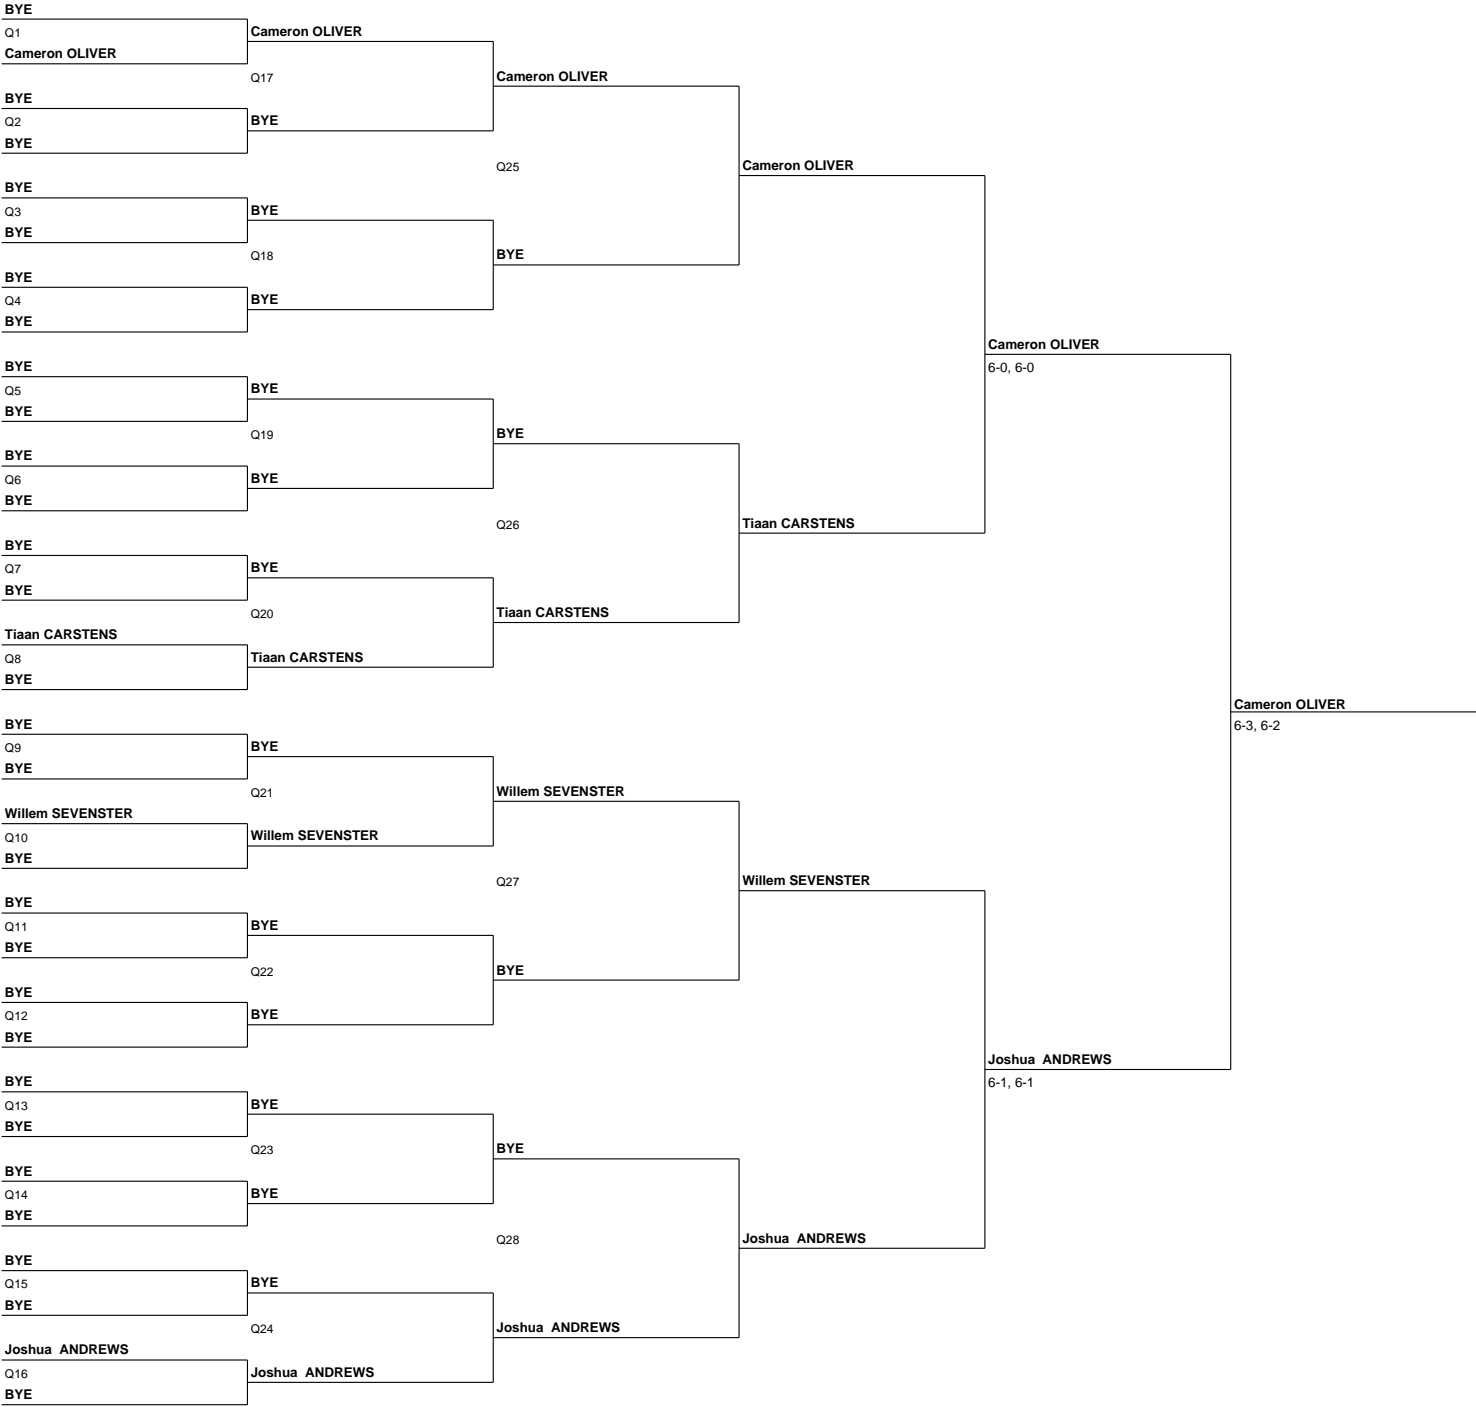 BYE
Q1
Cameron OLIVER
BYE
Q2
BYE
BYE
Q3
BYE
BYE
Q4
BYE
BYE
Q5
BYE
BYE
Q6
BYE
BYE
Q7
BYE
Tiaan CARSTENS
Q8
BYE
BYE
Q9
BYE
Willem SEVENSTER
Q10
BYE
BYE
Q11
BYE
BYE
Q12
BYE
BYE
Q13
BYE
BYE
Q14
BYE
BYE
Q15
BYE
Joshua ANDREWS
Q16
BYE
Cameron OLIVER
Q17
BYE
BYE
Q18
BYE
BYE
Q19
BYE
BYE
Q20
Tiaan CARSTENS
BYE
Q21
Willem SEVENSTER
BYE
Q22
BYE
BYE
Q23
BYE
BYE
Q24
Joshua ANDREWS
Cameron OLIVER
Q25
BYE
BYE
Q26
Tiaan CARSTENS
Willem SEVENSTER
Q27
BYE
BYE
Q28
Joshua ANDREWS
Cameron OLIVER
Tiaan CARSTENS
Willem SEVENSTER
Joshua ANDREWS
Cameron OLIVER
6-0, 6-0
Joshua ANDREWS
6-1, 6-1
Cameron OLIVER
6-3, 6-2